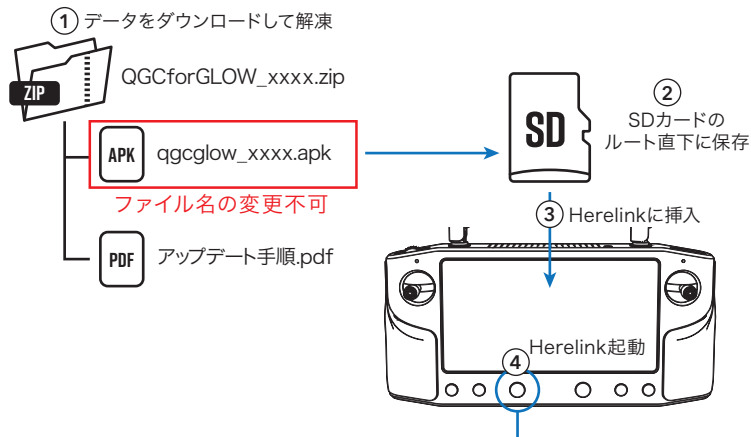 ① データをダウンロードして解凍
ZIP
QGCforGLOW_xxxx.zip
APK
qgcglow_xxxx.apk
ファイル名の変更不可
PDF
アップデート手順.pdf
SD
②
SDカードの
ルート直下に保存
③ Herelinkに挿入
④ Herelink起動